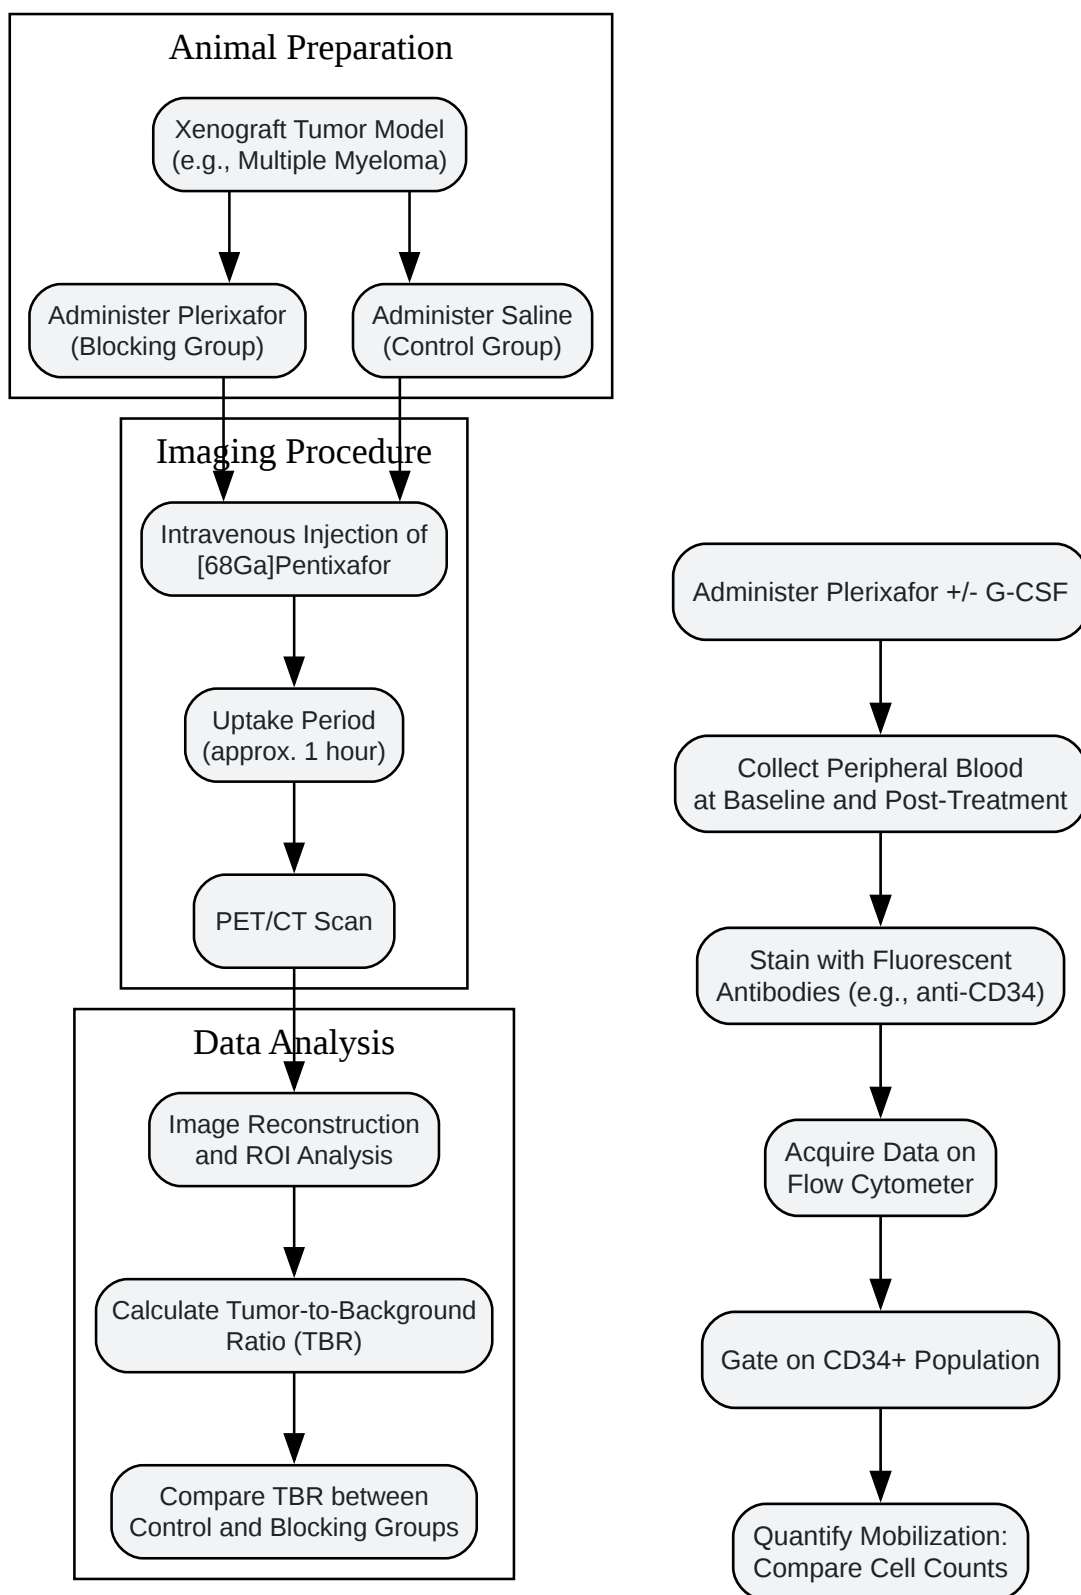 Animal Preparation
Xenograft Tumor Model
(e.g., Multiple Myeloma)
Administer Plerixafor
(Blocking Group)
Administer Saline
(Control Group)
Imaging Procedure
Intravenous Injection of
[68Ga]Pentixafor
Uptake Period
(approx. 1 hour)
PET/CT Scan
Data Analysis
Image Reconstruction
and ROI Analysis
Calculate Tumor-to-Background
Ratio (TBR)
Compare TBR between
Control and Blocking Groups
Administer Plerixafor +/- G-CSF
Collect Peripheral Blood
at Baseline and Post-Treatment
Stain with Fluorescent
Antibodies (e.g., anti-CD34)
Acquire Data on
Flow Cytometer
Gate on CD34+ Population
Quantify Mobilization:
Compare Cell Counts